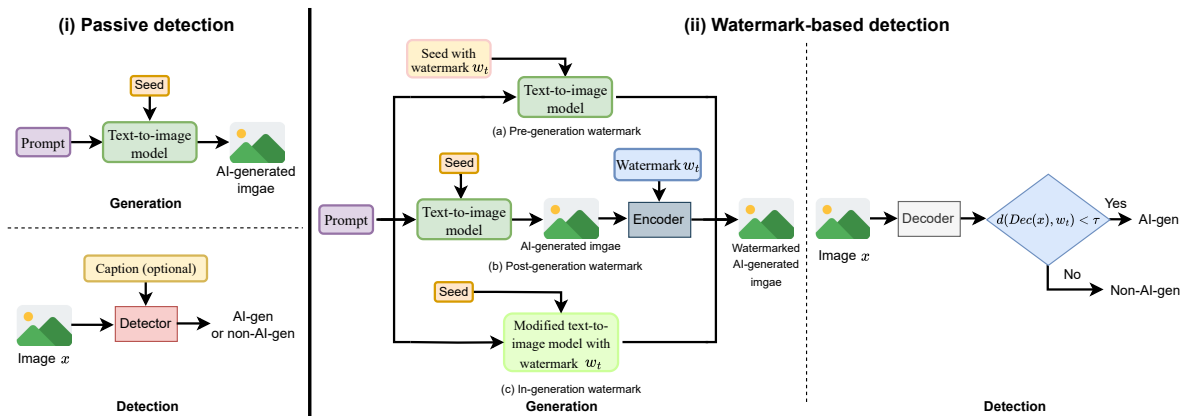 (i) Passive detection
Seed
Prompt
Text-to-image
model
AI-generated
imgae
Generation
Caption (optional)
Detector
AI-gen
or non-AI-gen
Image x
Detection
(ii) Watermark-based detection
Seed with
watermark w_t
Text-to-image
model
(a) Pre-generation watermark
Seed
Watermark w_t
Prompt
Text-to-image
model
Encoder
AI-generated imgae
(b) Post-generation watermark
Watermarked
AI-generated
imgae
Seed
Modified text-to-
image model with
watermark w_t
(c) In-generation watermark
Generation
Decoder
d(Dec(x), w_t) < τ
Yes
AI-gen
Image x
No
Non-AI-gen
Detection